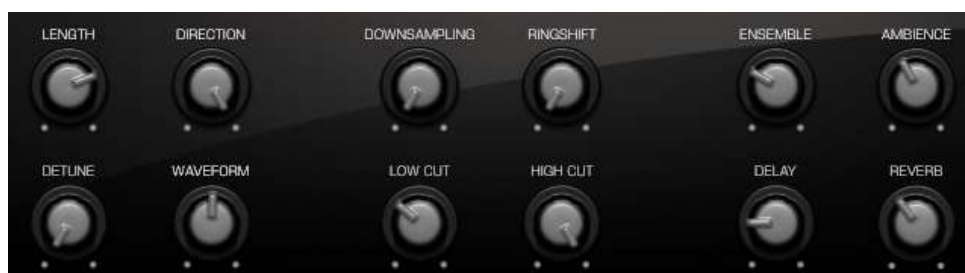 LENGTH DIRECTION DOWNSAMPLING RINGSHIFT ENSEMBLE AMBIENCE
DETUNE WAVEFORM LOW CUT HIGH CUT DELAY REVERB